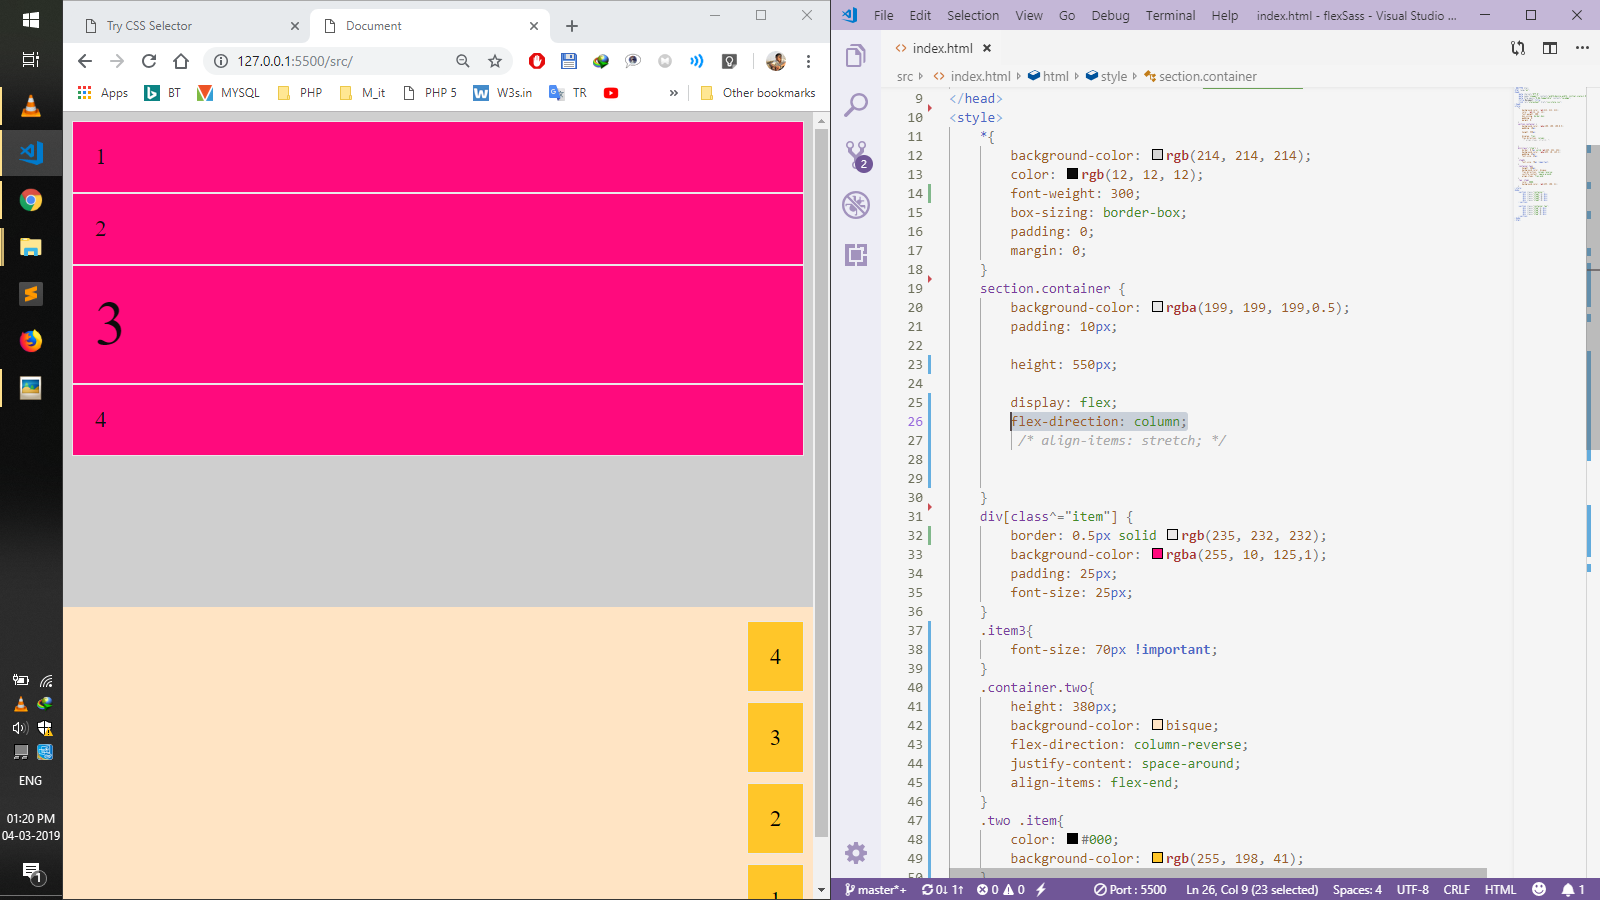 Try CSS Selector
Document
127.0.0.1:5500/src/
Apps
BT
MYSQL
PHP
M_it
PHP 5
W3s.in
TR
»
Other bookmarks
1
2
3
4
4
3
2
1
ENG
01:20 PM
04-03-2019
1
File Edit Selection View Go Debug Terminal Help index.html - flexSass - Visual Studio ...
index.html
src › index.html › html › style › section.container
2
9 </head>
10 <style>
11 *{
12 background-color: rgb(214, 214, 214);
13 color: rgb(12, 12, 12);
14 font-weight: 300;
15 box-sizing: border-box;
16 padding: 0;
17 margin: 0;
18 }
19 section.container {
20 background-color: rgba(199, 199, 199,0.5);
21 padding: 10px;
22
23 height: 550px;
24
25 display: flex;
26 flex-direction: column;
27 /* align-items: stretch; */
28
29
30 }
31 div[class^="item"] {
32 border: 0.5px solid rgb(235, 232, 232);
33 background-color: rgba(255, 10, 125,1);
34 padding: 25px;
35 font-size: 25px;
36 }
37 .item3{
38 font-size: 70px !important;
39 }
40 .container.two{
41 height: 380px;
42 background-color: bisque;
43 flex-direction: column-reverse;
44 justify-content: space-around;
45 align-items: flex-end;
46 }
47 .two .item{
48 color: #000;
49 background-color: rgb(255, 198, 41);
50 }
master*+ 0↓ 1↑ 0 0 Port : 5500 Ln 26, Col 9 (23 selected) Spaces: 4 UTF-8 CRLF HTML 1